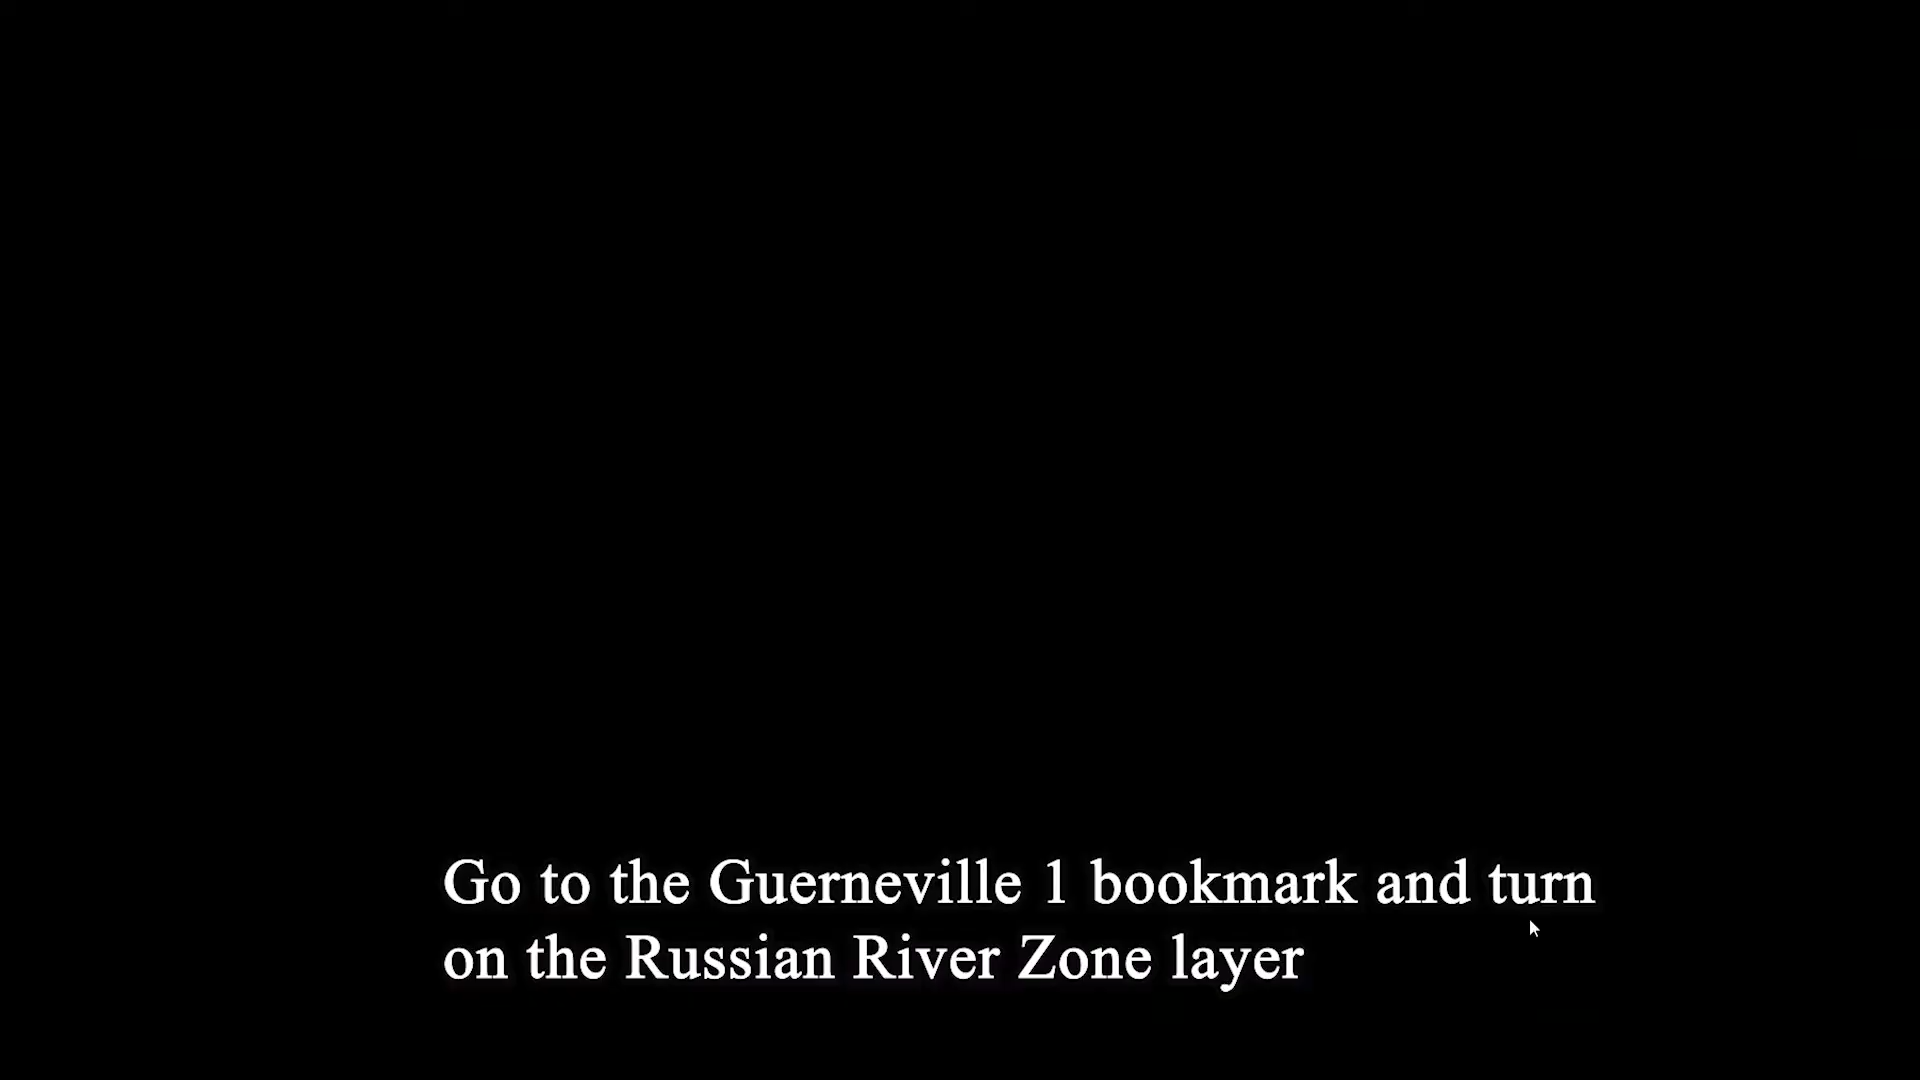 Go to the Guerneville 1 bookmark and turn
on the Russian River Zone layer